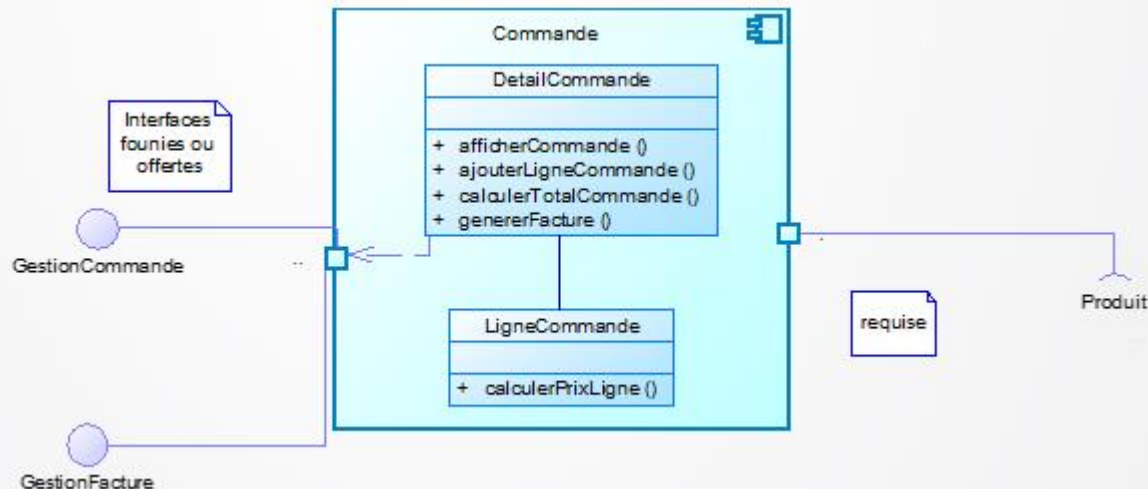 Commande
DetailCommande
+ afficherCommande ()
+ ajouterLigneCommande ()
+ calculerTotalCommande ()
+ genererFacture ()
Interfaces
founies ou
offertes
GestionCommande
..
LigneCommande
+ calculerPrixLigne ()
.
requise
Produit
GestionFacture